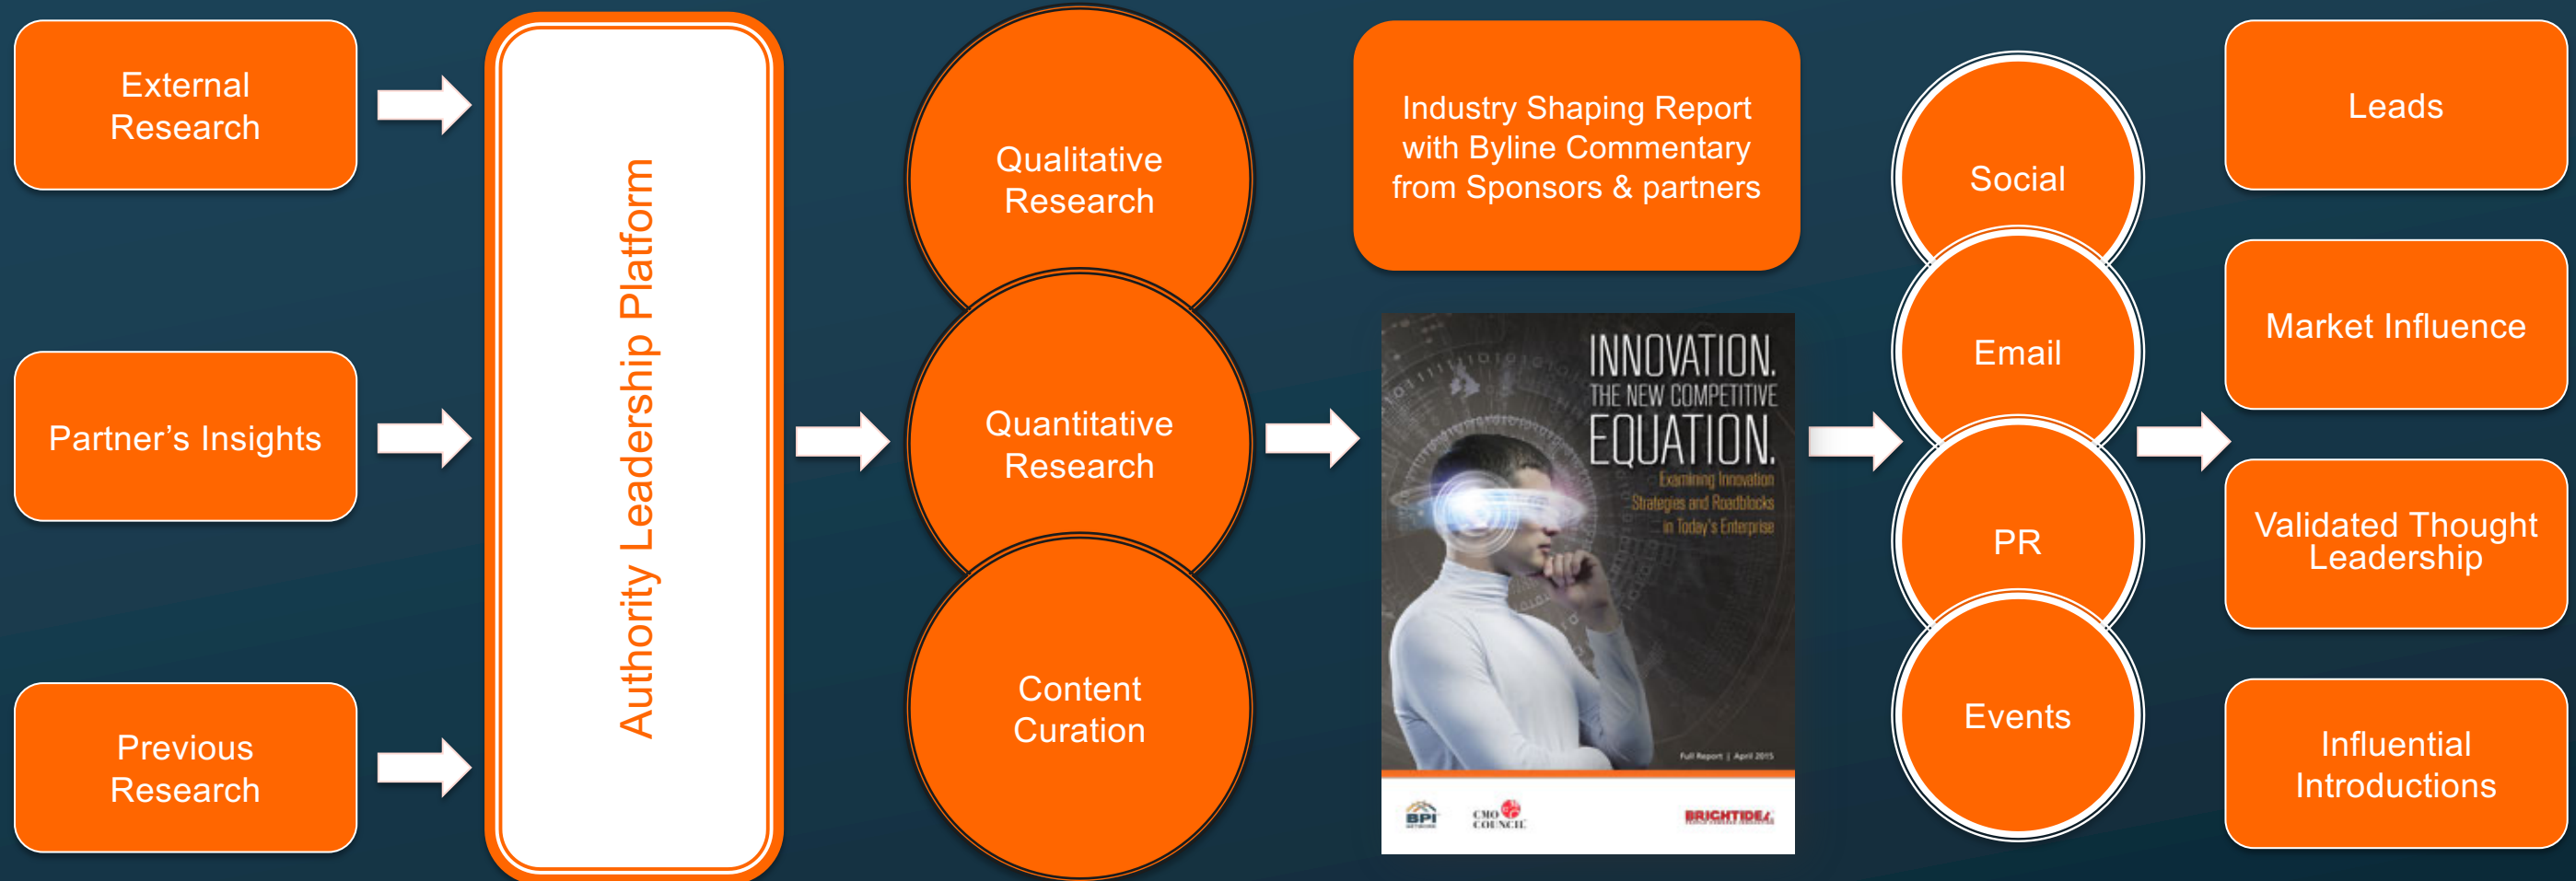 External
Research
Partner’s Insights
Previous
Research
Authority Leadership Platform
Qualitative
Research
Quantitative
Research
Content
Curation
Industry Shaping Report
with Byline Commentary
from Sponsors & partners
INNOVATION.
THE NEW COMPETITIVE
EQUATION.
Examining Innovation
Strategies and Roadblocks
in Today's Enterprise
Full Report | April 2015
BPI
NETWORK
CMO
COUNCIL
BRIGHTIDEA
Social
Email
PR
Events
Leads
Market Influence
Validated Thought
Leadership
Influential
Introductions